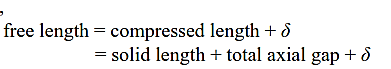 free length = compressed length + δ
= solid length + total axial gap + δ